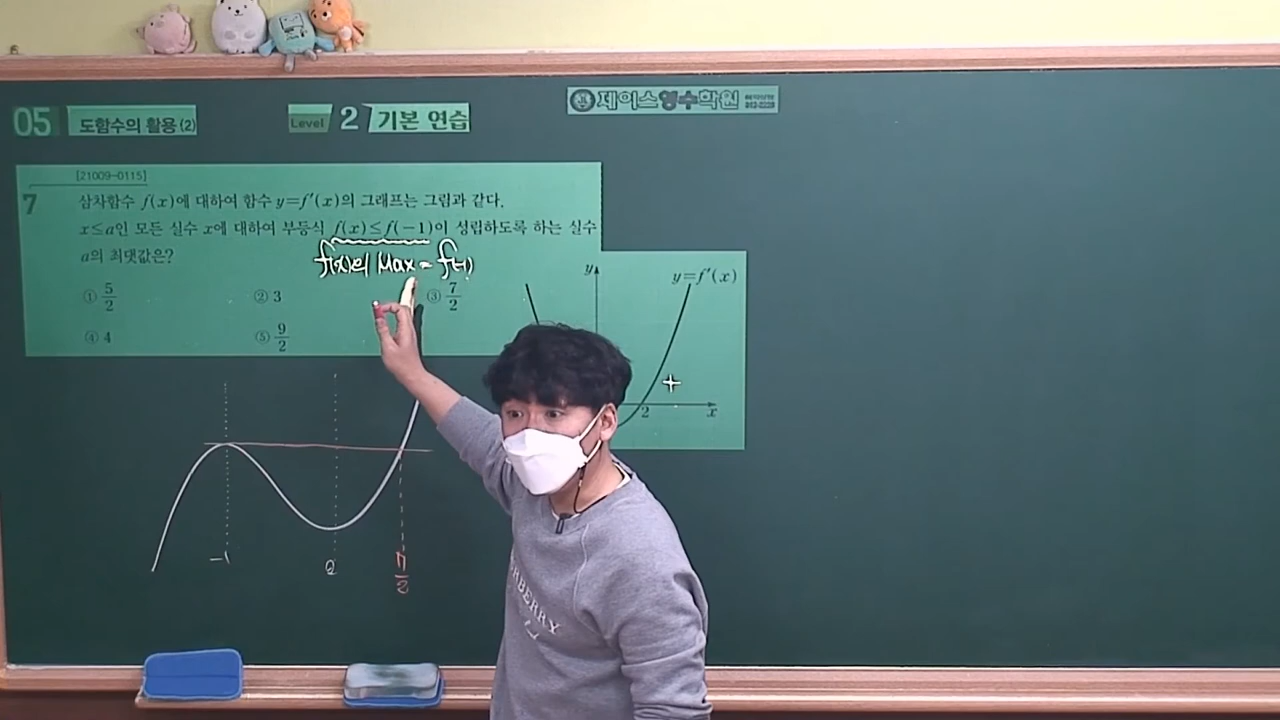 제이스영수학원
05 도함수의 활용 (2) Level 2 기본 연습
[21009-0115]
7 삼차함수 f(x)에 대하여 함수 y=f′(x)의 그래프는 그림과 같다.
x≤a인 모든 실수 x에 대하여 부등식 f(x)≤f(−1)이 성립하도록 하는 실수
a의 최댓값은?
f(x)의 Max = f(-1)
① 5/2 ② 3 ③ 7/2
④ 4 ⑤ 9/2
y y=f′(x)
+
2 x
-1 2 7/2
BERRY